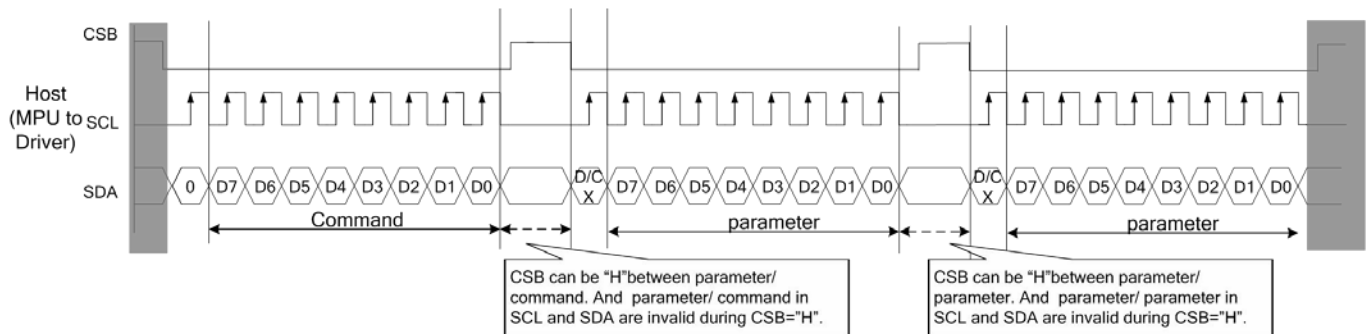 CSB
Host
(MPU to
Driver)
SCL
SDA
0 D7 D6 D5 D4 D3 D2 D1 D0 D/C X D7 D6 D5 D4 D3 D2 D1 D0 D/C X D7 D6 D5 D4 D3 D2 D1 D0
Command parameter parameter
CSB can be “H”between parameter/
command. And parameter/ command in
SCL and SDA are invalid during CSB=”H”.
CSB can be “H”between parameter/
parameter. And parameter/ parameter in
SCL and SDA are invalid during CSB=”H”.